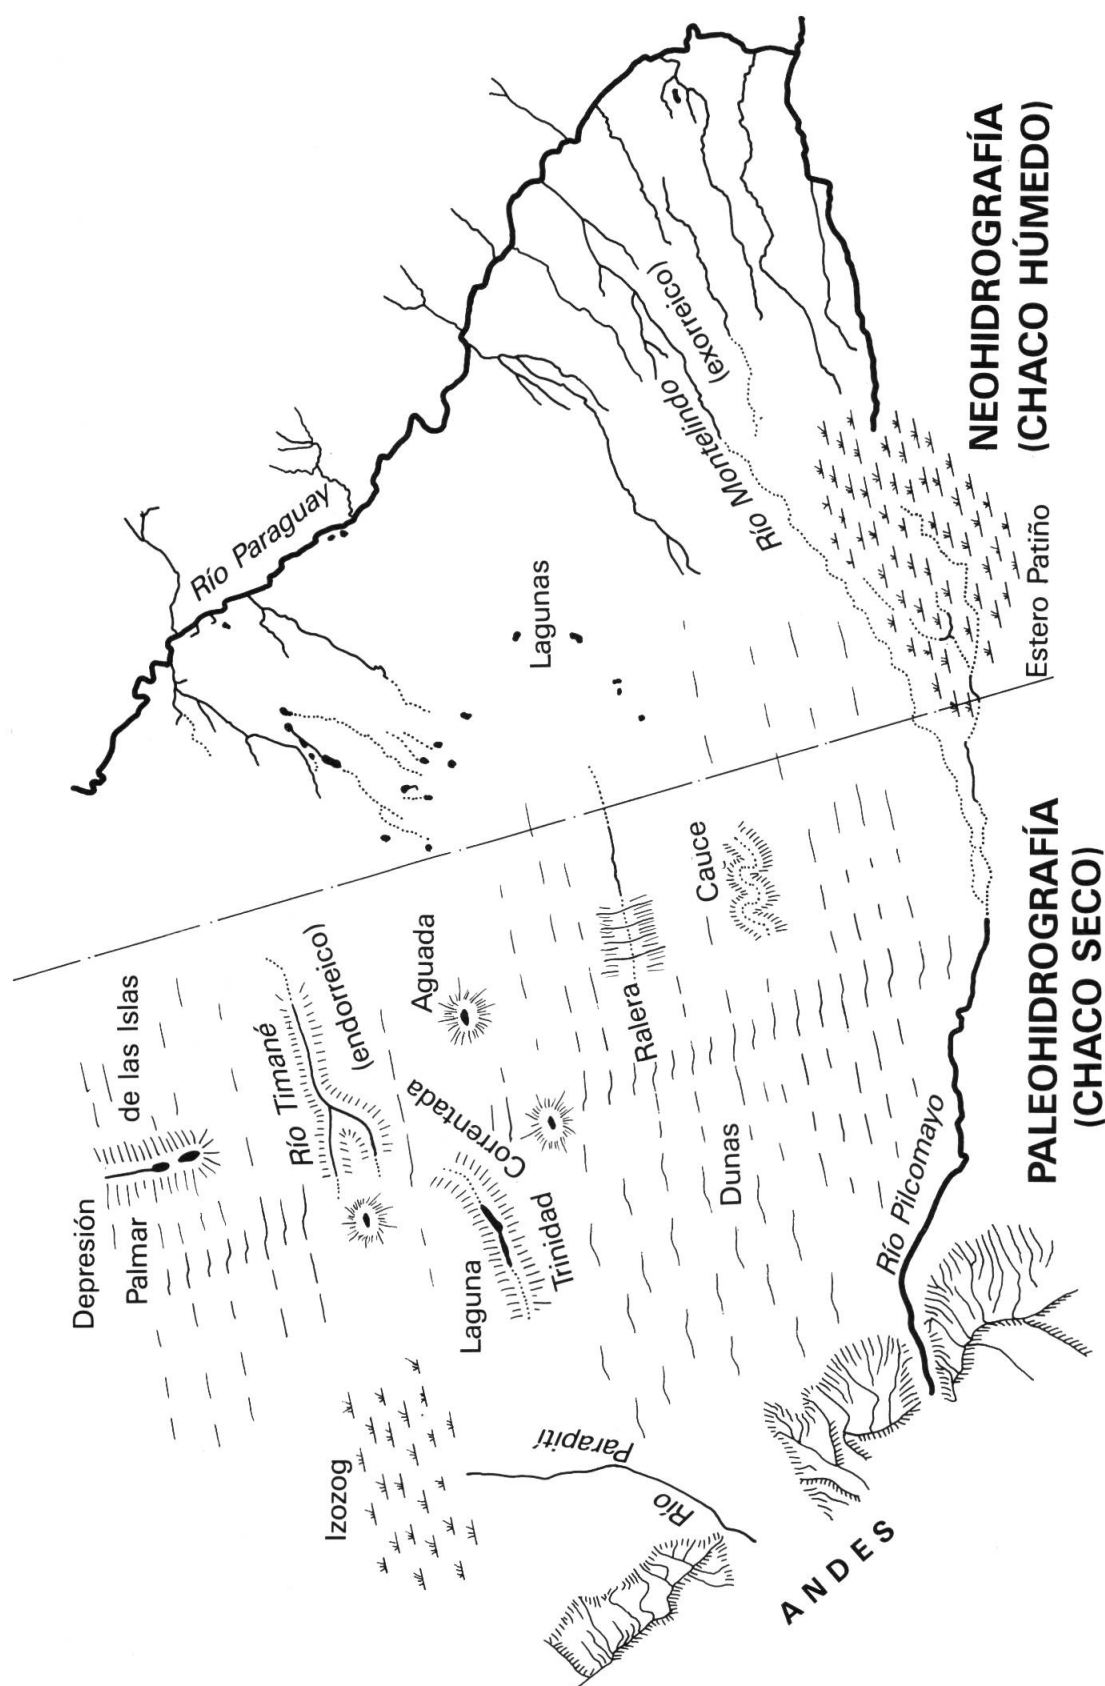 Depresión
Palmar
de las Islas
Río Paraguay
Río Timané
(endorreico)
Izozog
Aguada
Laguna
Trinidad
Correntada
Lagunas
Río Parapití
Ralera
Cauce
Río Montelindo
(exorreico)
Dunas
ANDES
Río Pilcomayo
Estero Patiño
PALEOHIDROGRAFÍA
(CHACO SECO)
NEOHIDROGRAFÍA
(CHACO HÚMEDO)